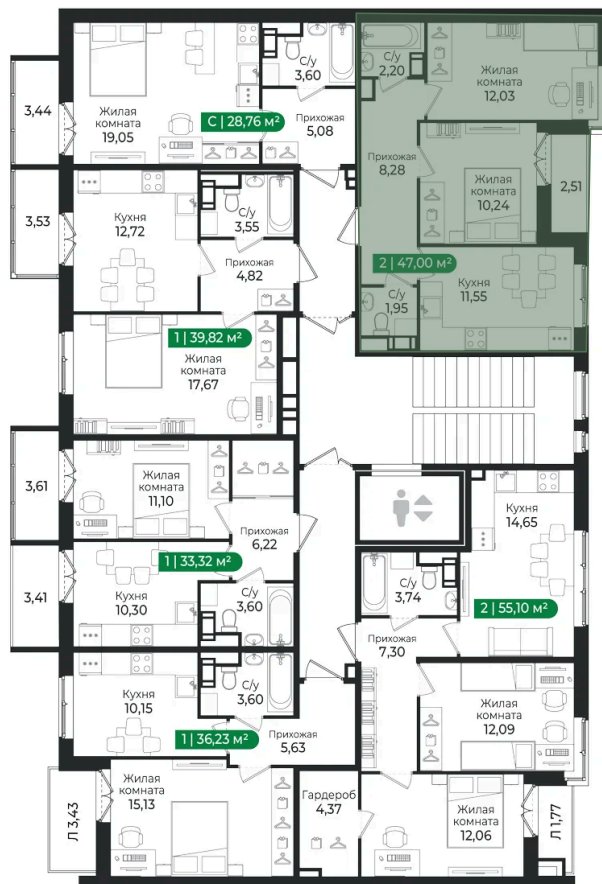 3,44
Жилая
комната
19,05
С | 28,76 м²
С/у
3,60
Прихожая
5,08
С/у
2,20
Жилая
комната
12,03
8,28
Жилая
комната
10,24
2,51
2 | 47,00 м²
Кухня
11,55
С/у
1,95
3,53
Кухня
12,72
С/у
3,55
Прихожая
4,82
1 | 39,82 м²
Жилая
комната
17,67
3,61
Жилая
комната
11,10
Прихожая
6,22
1 | 33,32 м²
3,41
Кухня
10,30
С/у
3,60
Кухня
14,65
С/у
3,74
2 | 55,10 м²
Прихожая
7,30
Кухня
10,15
С/у
3,60
1 | 36,23 м²
Прихожая
5,63
Жилая
комната
12,09
Л 3,43
Жилая
комната
15,13
Гардероб
4,37
Жилая
комната
12,06
Л 1,77